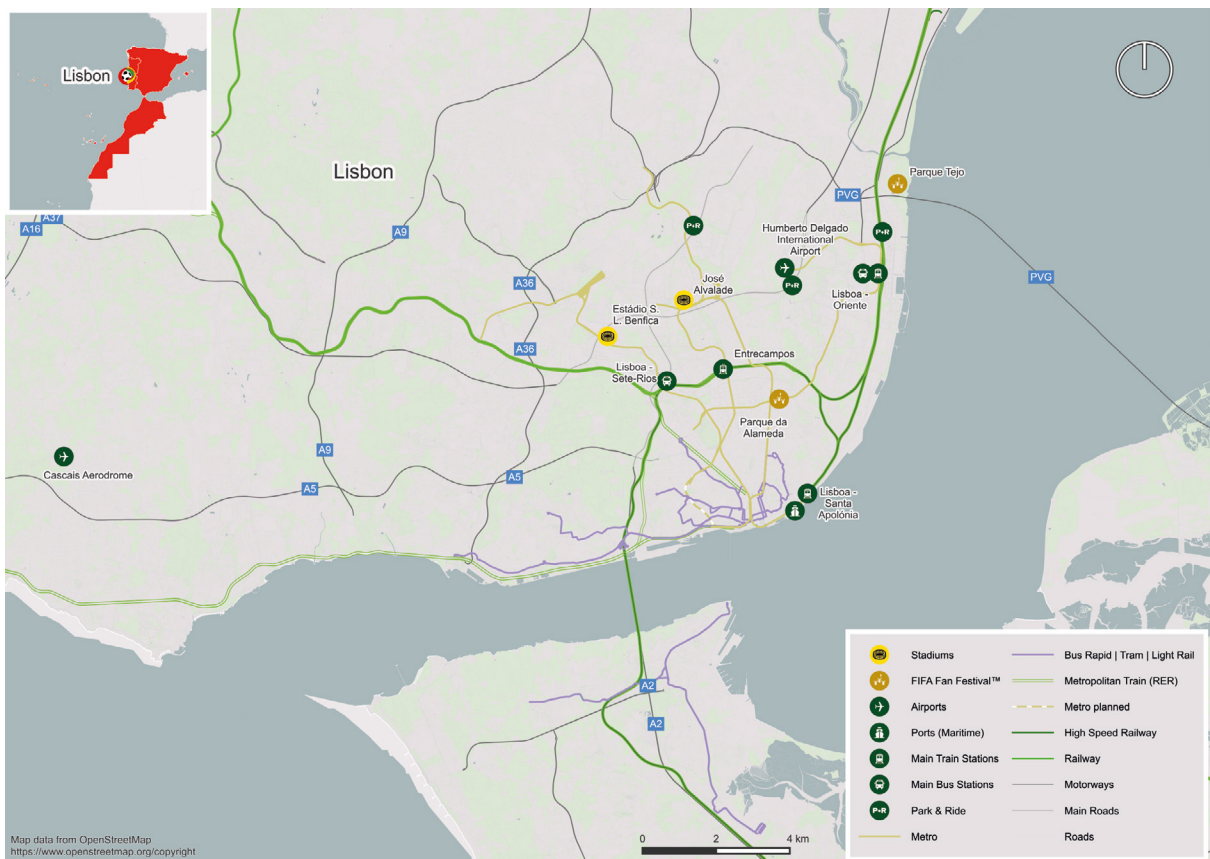 Lisbon
Lisbon
Parque Tejo
PVG
A37
A16
A9
P+R
P+R
Humberto Delgado
International
Airport
PVG
A36
P+R
José
Alvalade
Lisboa -
Oriente
Estádio S.
L. Benfica
A36
Entrecampos
Lisboa -
Sete-Rios
Parque da
Alameda
A9
Cascais Aerodrome
A5
A5
Lisboa -
Santa
Apolónia
A2
A2
Stadiums
FIFA Fan Festival™
Airports
Ports (Maritime)
Main Train Stations
Main Bus Stations
P+R Park & Ride
Metro
Bus Rapid | Tram | Light Rail
Metropolitan Train (RER)
Metro planned
High Speed Railway
Railway
Motorways
Main Roads
Roads
0 2 4 km
Map data from OpenStreetMap
https://www.openstreetmap.org/copyright